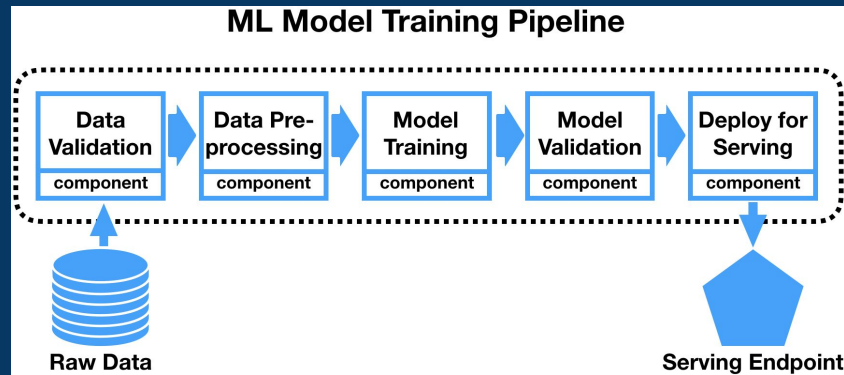 ML Model Training Pipeline
Data
Validation
component
Data Pre-
processing
component
Model
Training
component
Model
Validation
component
Deploy for
Serving
component
Raw Data
Serving Endpoint